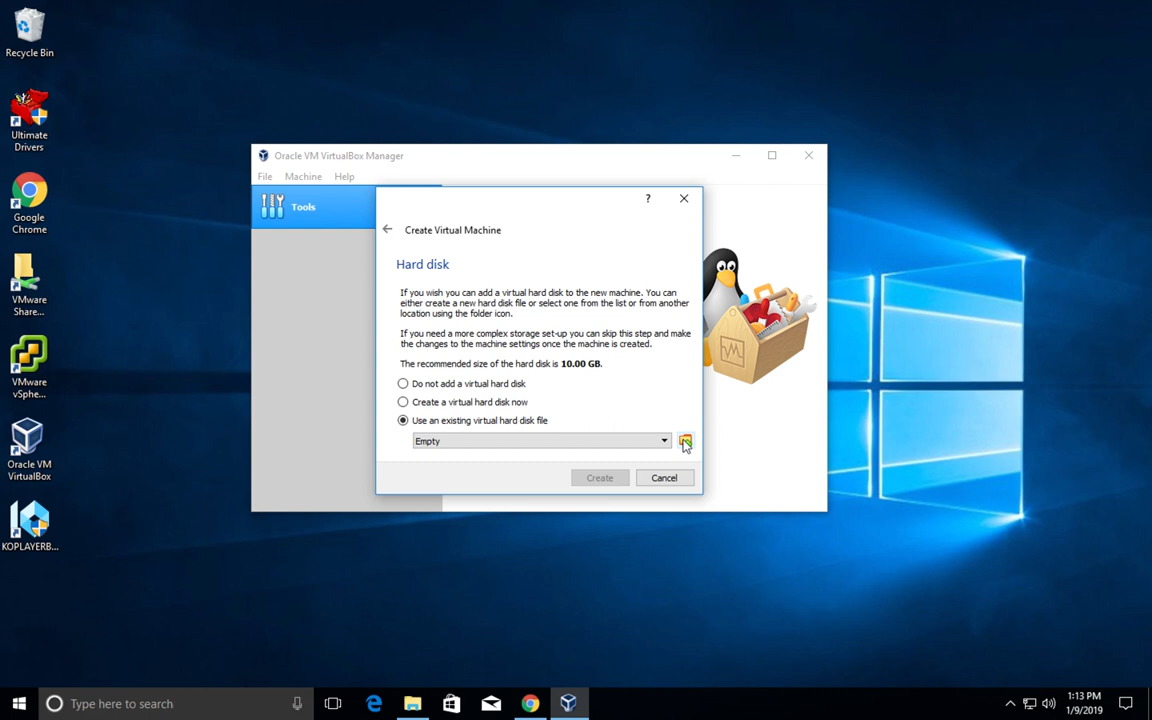 Recycle Bin
Ultimate
Drivers
Google
Chrome
VMware
Share...
VMware
vSphe...
Oracle VM
VirtualBox
KOPLAYERB...
Oracle VM VirtualBox Manager
File Machine Help
Tools
?
Create Virtual Machine
Hard disk
If you wish you can add a virtual hard disk to the new machine. You can
either create a new hard disk file or select one from the list or from another
location using the folder icon.
If you need a more complex storage set-up you can skip this step and make
the changes to the machine settings once the machine is created.
The recommended size of the hard disk is 10.00 GB.
Do not add a virtual hard disk
Create a virtual hard disk now
Use an existing virtual hard disk file
Empty
Create Cancel
Type here to search
1:13 PM
1/9/2019